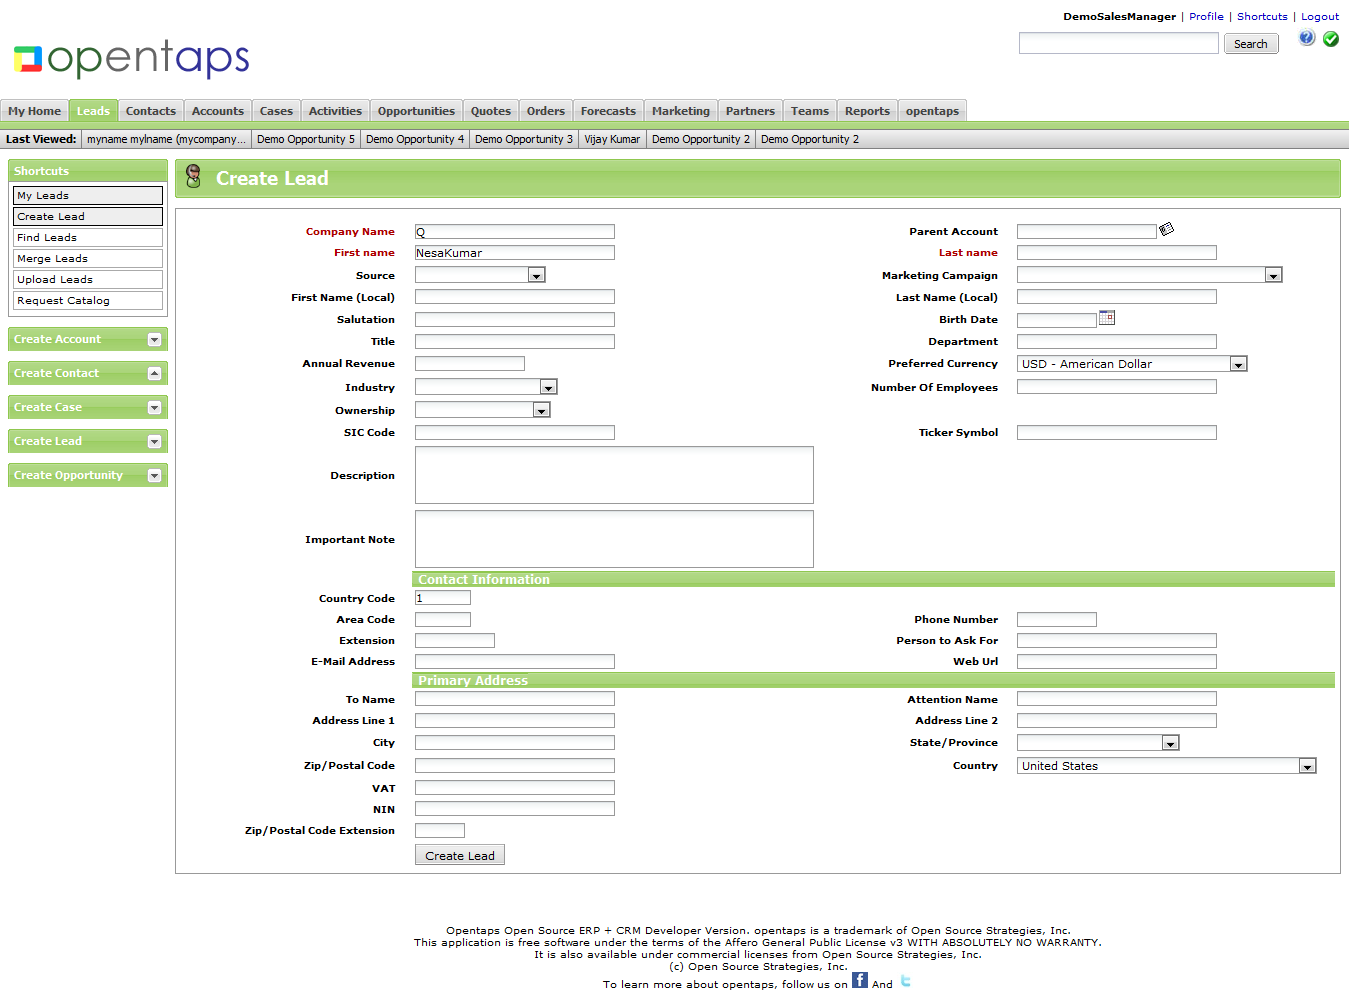 DemoSalesManager | Profile | Shortcuts | Logout
Search
opentaps
My Home Leads Contacts Accounts Cases Activities Opportunities Quotes Orders Forecasts Marketing Partners Teams Reports opentaps
Last Viewed: myname mylname (mycompany... Demo Opportunity 5 Demo Opportunity 4 Demo Opportunity 3 Vijay Kumar Demo Opportunity 2 Demo Opportunity 2
Shortcuts
My Leads
Create Lead
Find Leads
Merge Leads
Upload Leads
Request Catalog
Create Account
Create Contact
Create Case
Create Lead
Create Opportunity
Create Lead
Company Name Q Parent Account
First name NesaKumar Last name
Source Marketing Campaign
First Name (Local) Last Name (Local)
Salutation Birth Date
Title Department
Annual Revenue Preferred Currency USD - American Dollar
Industry Number Of Employees
Ownership
SIC Code Ticker Symbol
Description
Important Note
Contact Information
Country Code 1
Area Code Phone Number
Extension Person to Ask For
E-Mail Address Web Url
Primary Address
To Name Attention Name
Address Line 1 Address Line 2
City State/Province
Zip/Postal Code Country United States
VAT
NIN
Zip/Postal Code Extension
Create Lead
Opentaps Open Source ERP + CRM Developer Version. opentaps is a trademark of Open Source Strategies, Inc.
This application is free software under the terms of the Affero General Public License v3 WITH ABSOLUTELY NO WARRANTY.
It is also available under commercial licenses from Open Source Strategies, Inc.
(c) Open Source Strategies, Inc.
To learn more about opentaps, follow us on f And t